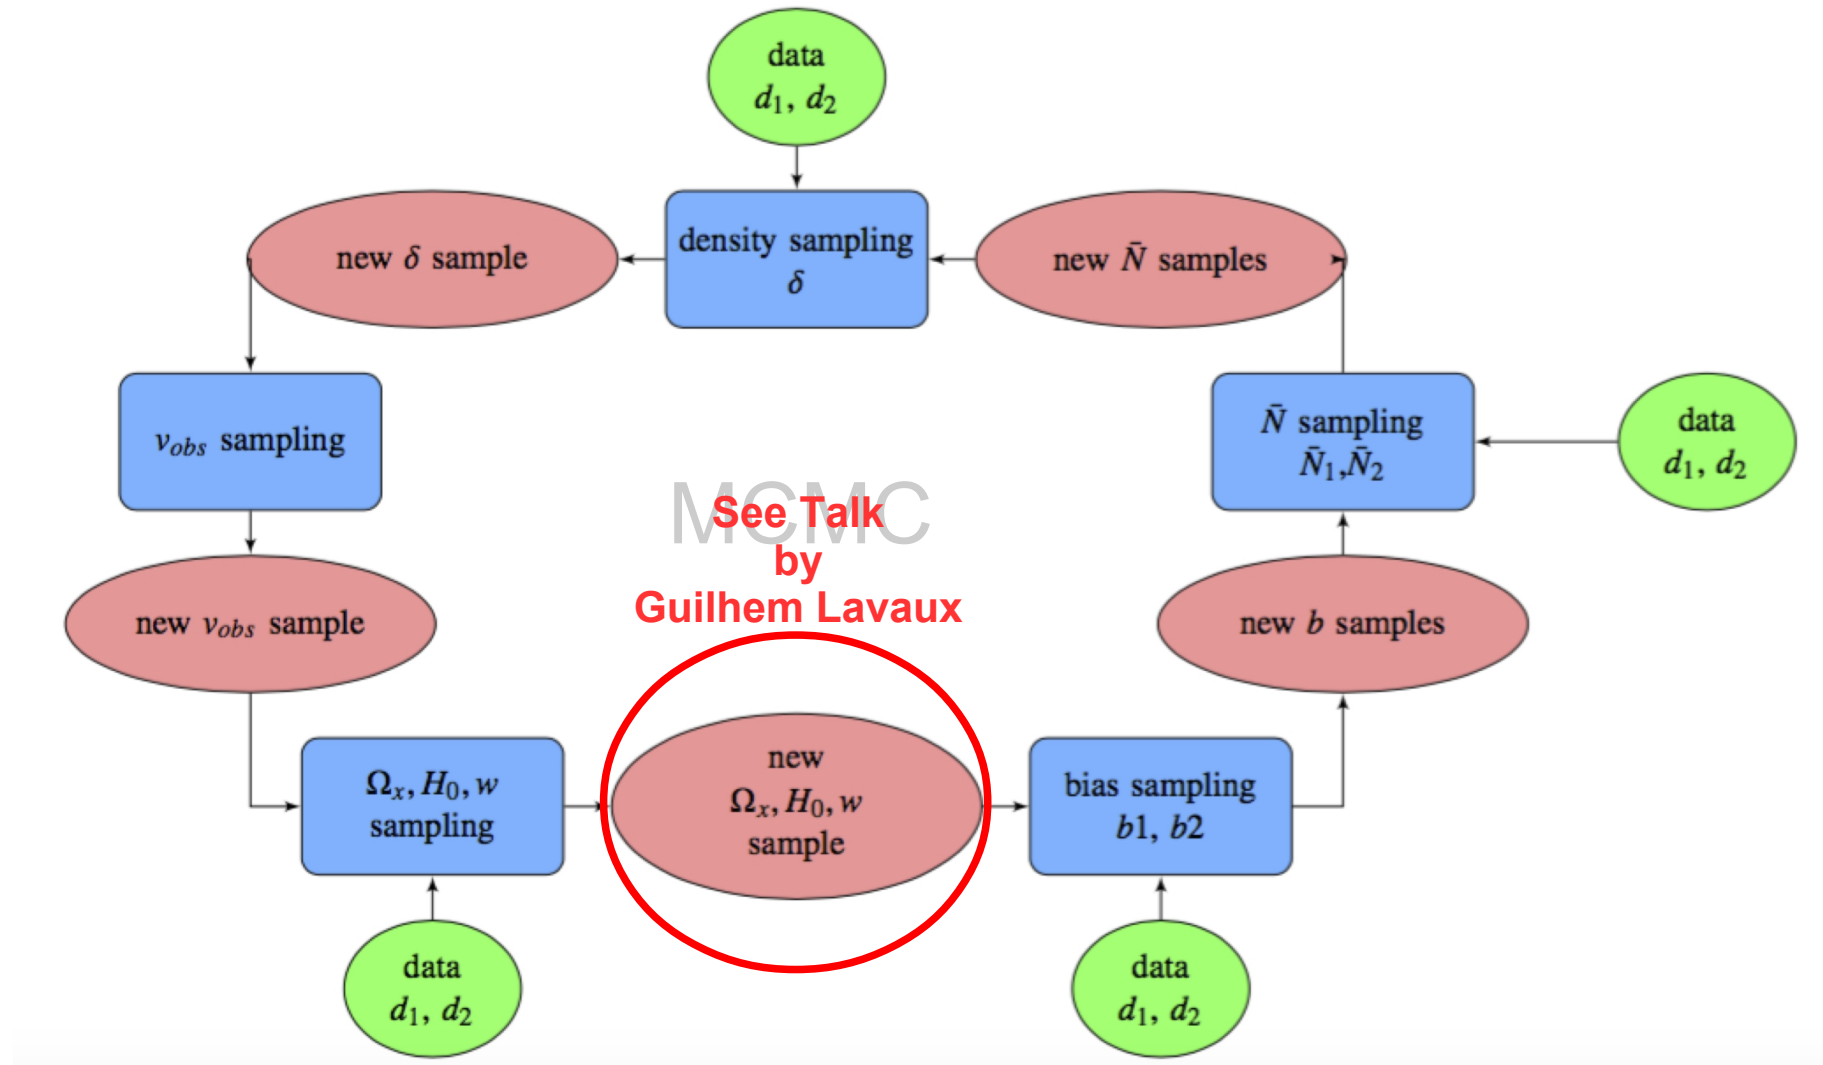 data
d₁, d₂
new δ sample
density sampling
δ
new N̄ samples
v_obs sampling
N̄ sampling
N̄₁,N̄₂
data
d₁, d₂
MCMC
See Talk
by
Guilhem Lavaux
new v_obs sample
new b samples
Ωₓ, H₀, w
sampling
new
Ωₓ, H₀, w
sample
bias sampling
b1, b2
data
d₁, d₂
data
d₁, d₂